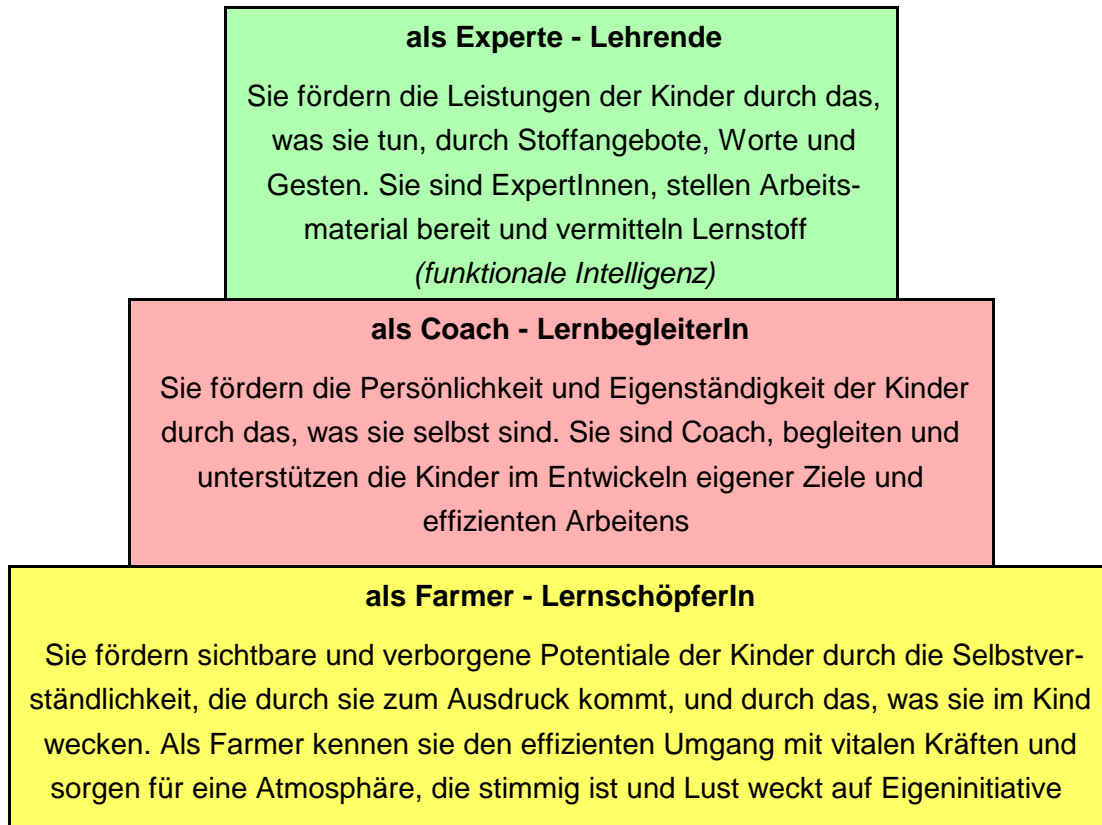 als Experte - Lehrende
Sie fördern die Leistungen der Kinder durch das,
was sie tun, durch Stoffangebote, Worte und
Gesten. Sie sind ExpertInnen, stellen Arbeits-
material bereit und vermitteln Lernstoff
(funktionale Intelligenz)
als Coach - LernbegleiterIn
Sie fördern die Persönlichkeit und Eigenständigkeit der Kinder
durch das, was sie selbst sind. Sie sind Coach, begleiten und
unterstützen die Kinder im Entwickeln eigener Ziele und
effizienten Arbeitens
als Farmer - LernschöpferIn
Sie fördern sichtbare und verborgene Potentiale der Kinder durch die Selbstver-
ständlichkeit, die durch sie zum Ausdruck kommt, und durch das, was sie im Kind
wecken. Als Farmer kennen sie den effizienten Umgang mit vitalen Kräften und
sorgen für eine Atmosphäre, die stimmig ist und Lust weckt auf Eigeninitiative